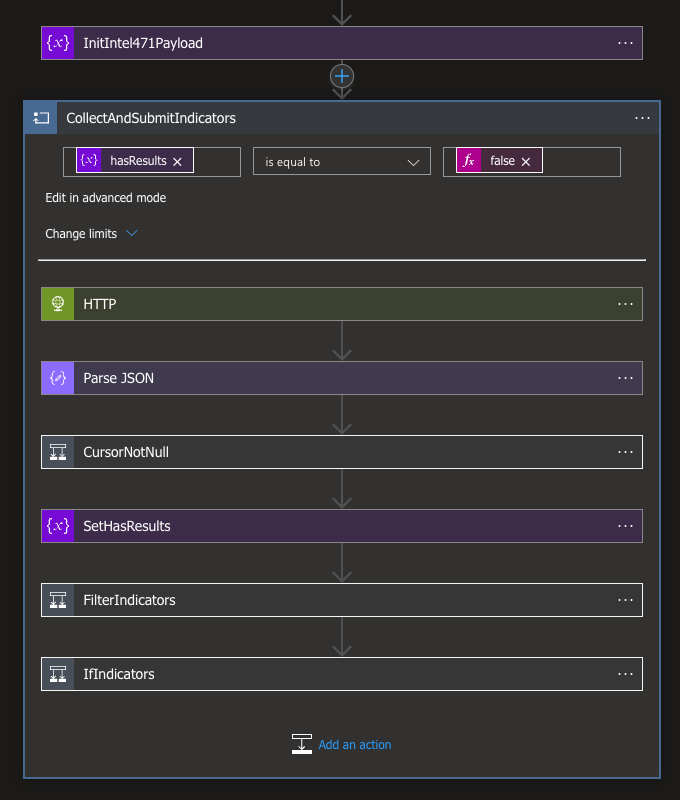 {x} InitIntel471Payload ...
CollectAndSubmitIndicators ...
{x} hasResults × is equal to fx false ×
Edit in advanced mode
Change limits
HTTP ...
Parse JSON ...
CursorNotNull ...
{x} SetHasResults ...
FilterIndicators ...
IfIndicators ...
Add an action